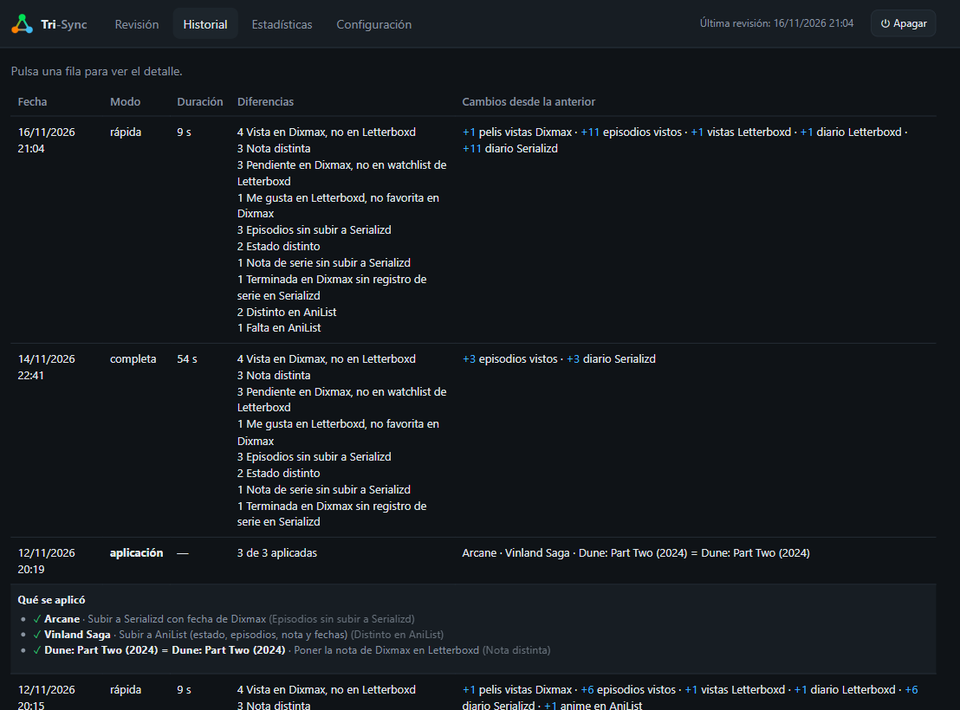 Tri-Sync Revisión Historial Estadísticas Configuración Última revisión: 16/11/2026 21:04 Apagar
Pulsa una fila para ver el detalle.
Fecha Modo Duración Diferencias Cambios desde la anterior
16/11/2026 21:04 rápida 9 s
4 Vista en Dixmax, no en Letterboxd
3 Nota distinta
3 Pendiente en Dixmax, no en watchlist de
Letterboxd
1 Me gusta en Letterboxd, no favorita en
Dixmax
3 Episodios sin subir a Serializd
2 Estado distinto
1 Nota de serie sin subir a Serializd
1 Terminada en Dixmax sin registro de
serie en Serializd
2 Distinto en AniList
1 Falta en AniList
+1 pelis vistas Dixmax · +11 episodios vistos · +1 vistas Letterboxd · +1 diario Letterboxd ·
+11 diario Serializd
14/11/2026 22:41 completa 54 s
4 Vista en Dixmax, no en Letterboxd
3 Nota distinta
3 Pendiente en Dixmax, no en watchlist de
Letterboxd
1 Me gusta en Letterboxd, no favorita en
Dixmax
3 Episodios sin subir a Serializd
2 Estado distinto
1 Nota de serie sin subir a Serializd
1 Terminada en Dixmax sin registro de
serie en Serializd
+3 episodios vistos · +3 diario Serializd
12/11/2026 20:19 aplicación — 3 de 3 aplicadas Arcane · Vinland Saga · Dune: Part Two (2024) = Dune: Part Two (2024)
Qué se aplicó
• ✓ Arcane · Subir a Serializd con fecha de Dixmax (Episodios sin subir a Serializd)
• ✓ Vinland Saga · Subir a AniList (estado, episodios, nota y fechas) (Distinto en AniList)
• ✓ Dune: Part Two (2024) = Dune: Part Two (2024) · Poner la nota de Dixmax en Letterboxd (Nota distinta)
12/11/2026 20:15 rápida 9 s
4 Vista en Dixmax, no en Letterboxd
3 Nota distinta
+1 pelis vistas Dixmax · +6 episodios vistos · +1 vistas Letterboxd · +1 diario Letterboxd · +6
diario Serializd · +1 anime en AniList